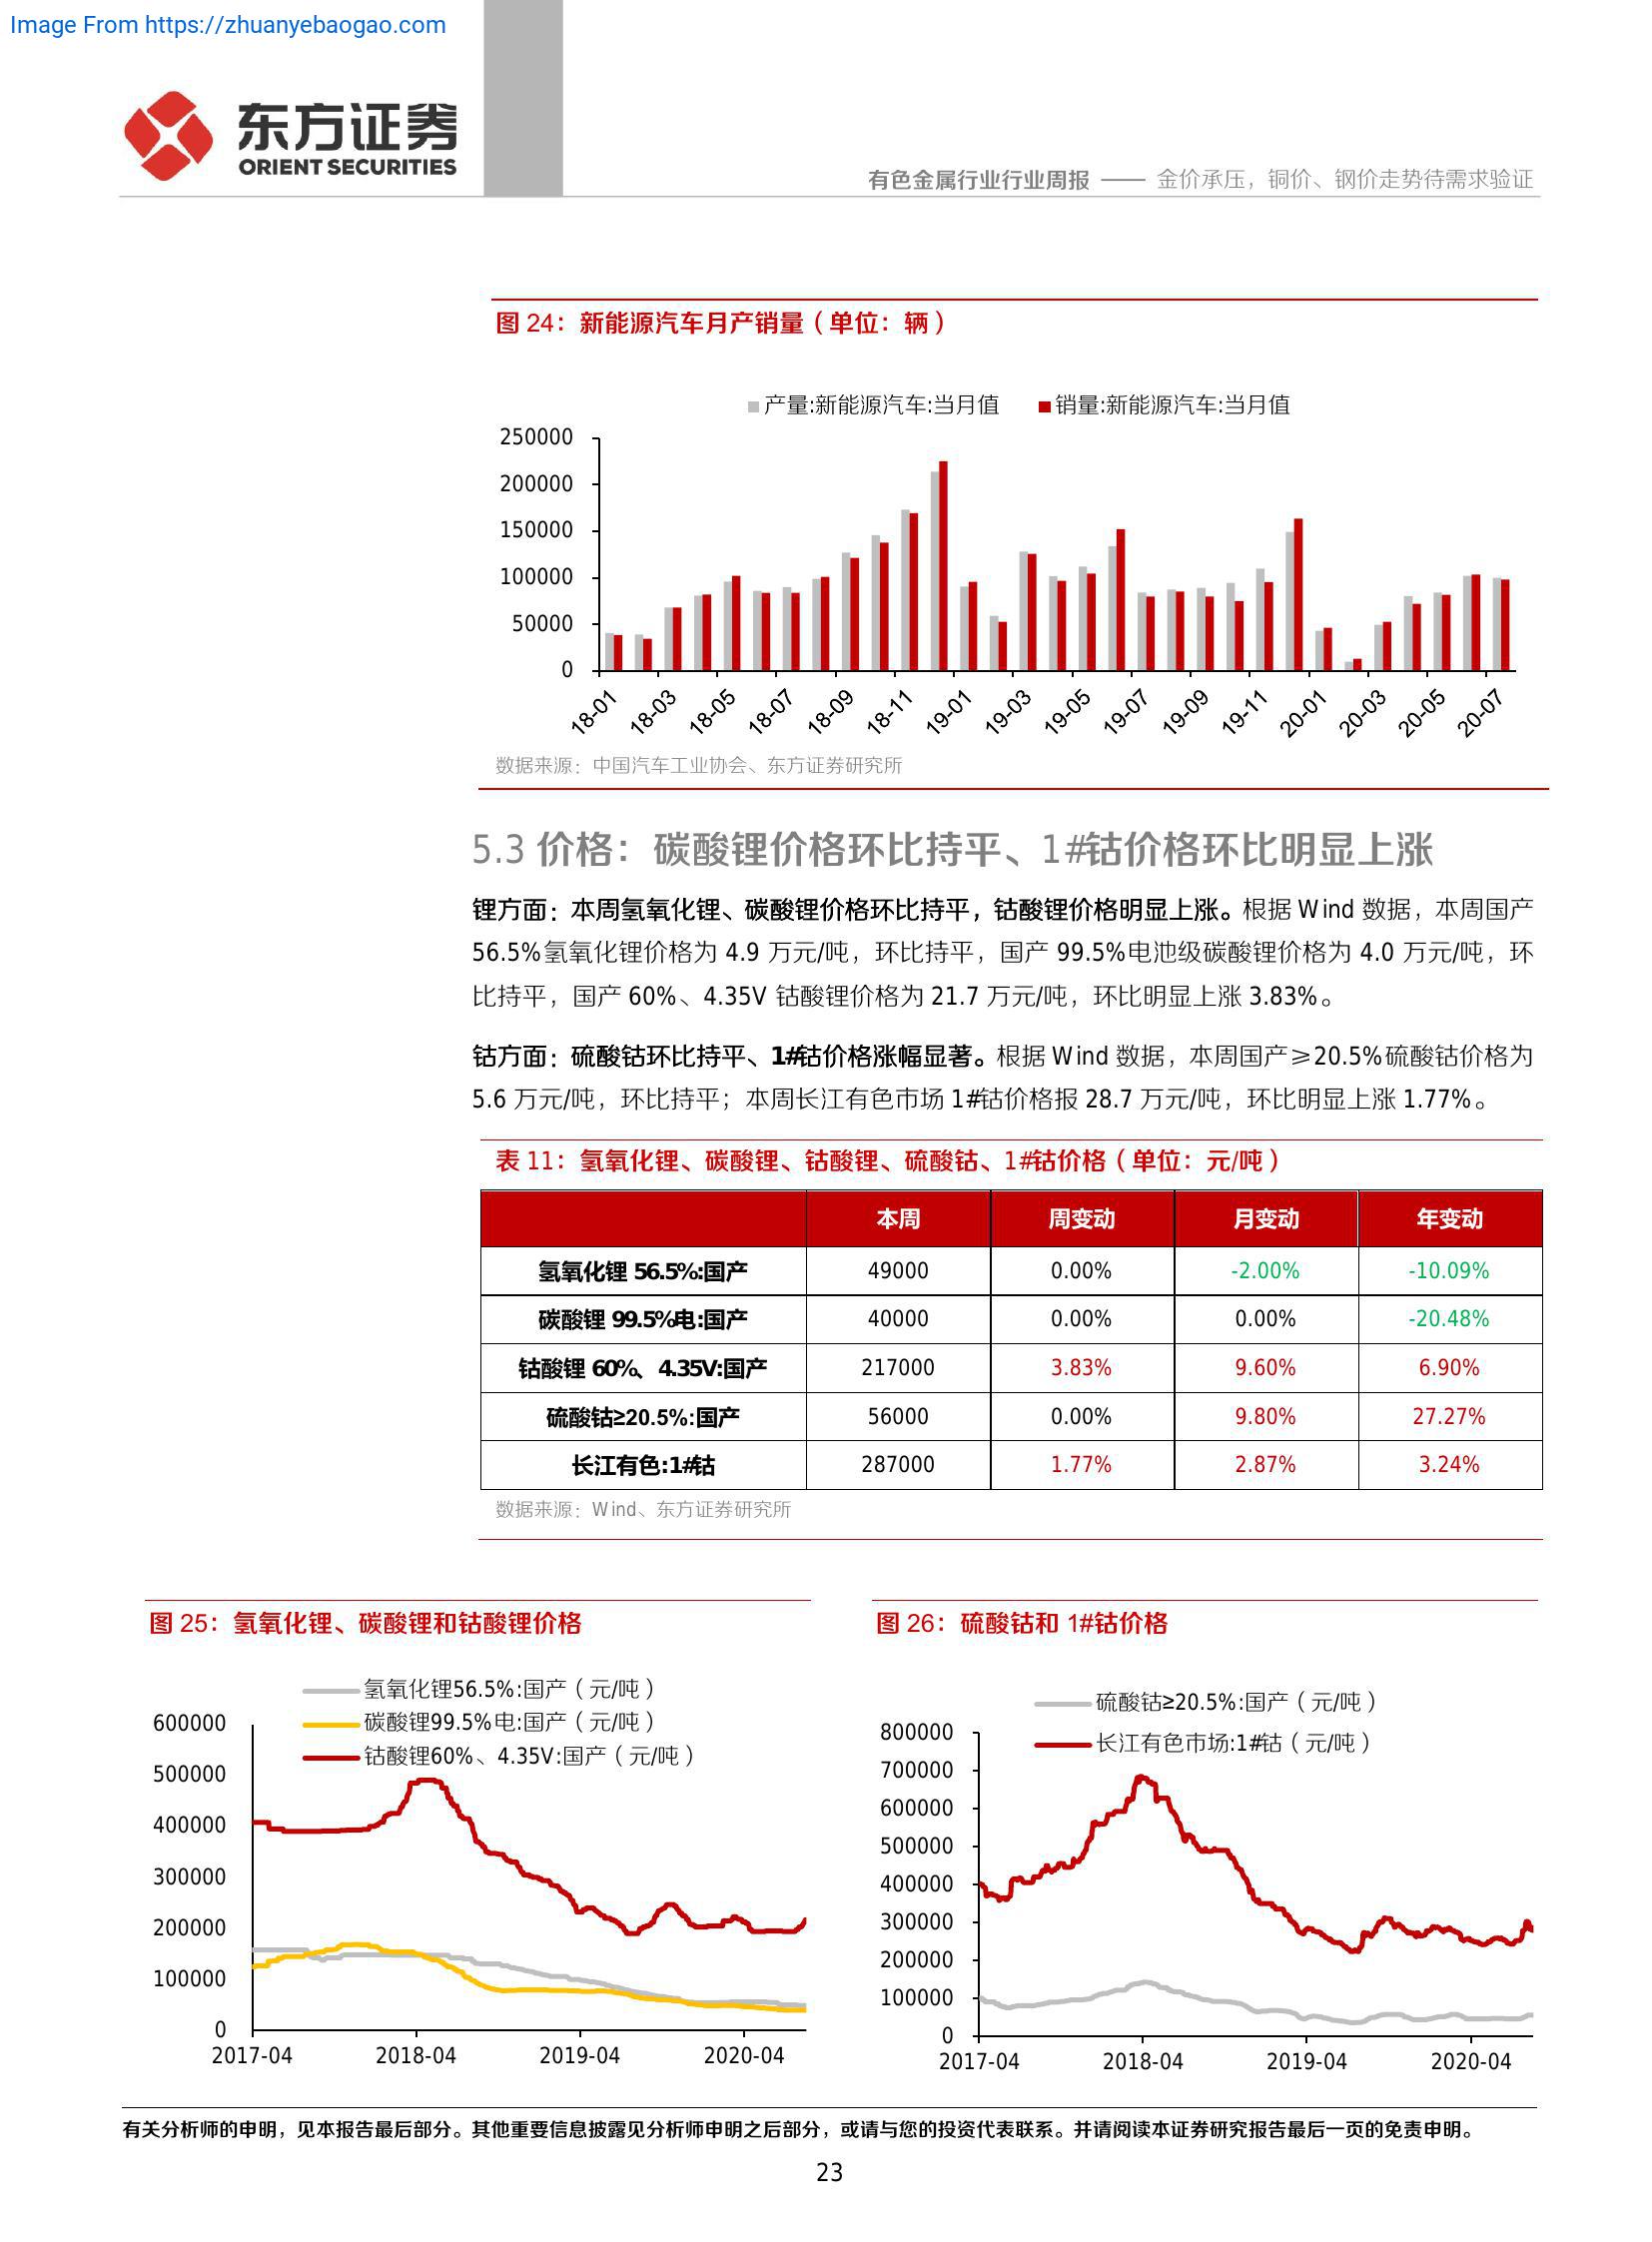 Image From https://zhuanyebaogao.com
东方证券
ORIENT SECURITIES
有色金属行业行业周报 —— 金价承压，铜价、钢价走势待需求验证
图 24：新能源汽车月产销量（单位：辆）
产量:新能源汽车:当月值 销量:新能源汽车:当月值
250000
200000
150000
100000
50000
0
18-01 18-03 18-05 18-07 18-09 18-11 19-01 19-03 19-05 19-07 19-09 19-11 20-01 20-03 20-05 20-07
数据来源：中国汽车工业协会、东方证券研究所
5.3 价格：碳酸锂价格环比持平、1#钴价格环比明显上涨
锂方面：本周氢氧化锂、碳酸锂价格环比持平，钴酸锂价格明显上涨。根据 Wind 数据，本周国产
56.5%氢氧化锂价格为 4.9 万元/吨，环比持平，国产 99.5%电池级碳酸锂价格为 4.0 万元/吨，环
比持平，国产 60%、4.35V 钴酸锂价格为 21.7 万元/吨，环比明显上涨 3.83%。
钴方面：硫酸钴环比持平、1#钴价格涨幅显著。根据 Wind 数据，本周国产≥20.5%硫酸钴价格为
5.6 万元/吨，环比持平；本周长江有色市场 1#钴价格报 28.7 万元/吨，环比明显上涨 1.77%。
表 11：氢氧化锂、碳酸锂、钴酸锂、硫酸钴、1#钴价格（单位：元/吨）
本周 周变动 月变动 年变动
氢氧化锂 56.5%:国产 49000 0.00% -2.00% -10.09%
碳酸锂 99.5%电:国产 40000 0.00% 0.00% -20.48%
钴酸锂 60%、4.35V:国产 217000 3.83% 9.60% 6.90%
硫酸钴≥20.5%:国产 56000 0.00% 9.80% 27.27%
长江有色:1#钴 287000 1.77% 2.87% 3.24%
数据来源：Wind、东方证券研究所
图 25：氢氧化锂、碳酸锂和钴酸锂价格
氢氧化锂56.5%:国产（元/吨）
碳酸锂99.5%电:国产（元/吨）
钴酸锂60%、4.35V:国产（元/吨）
600000
500000
400000
300000
200000
100000
0
2017-04 2018-04 2019-04 2020-04
图 26：硫酸钴和 1#钴价格
硫酸钴≥20.5%:国产（元/吨）
长江有色市场:1#钴（元/吨）
800000
700000
600000
500000
400000
300000
200000
100000
0
2017-04 2018-04 2019-04 2020-04
有关分析师的申明，见本报告最后部分。其他重要信息披露见分析师申明之后部分，或请与您的投资代表联系。并请阅读本证券研究报告最后一页的免责申明。
23